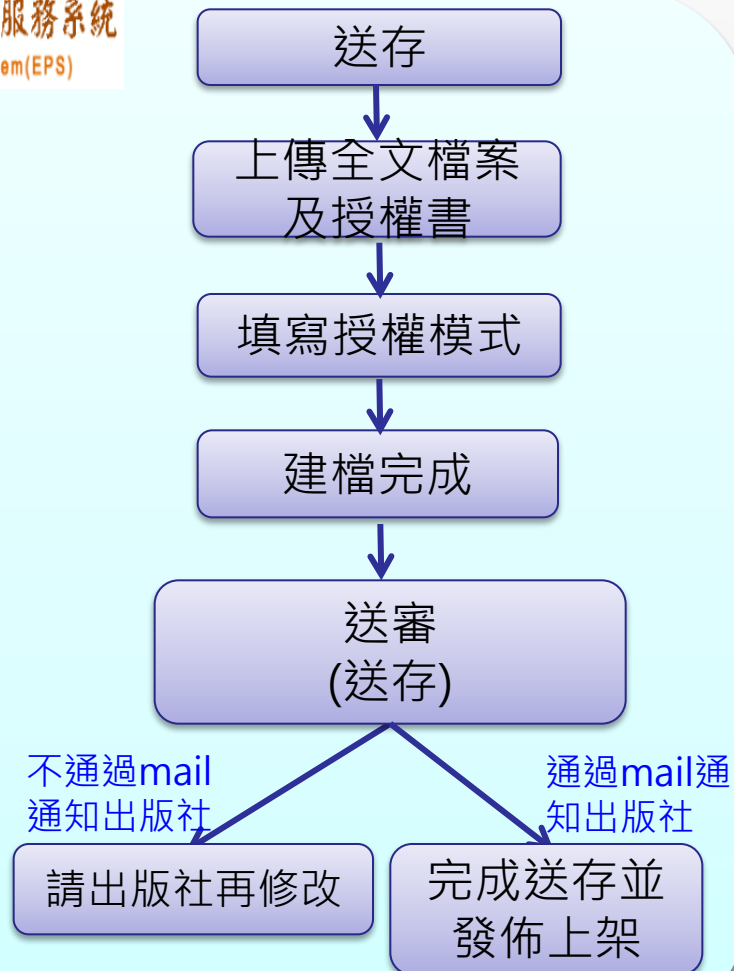 服務系統
em(EPS)
送存
上傳全文檔案
及授權書
填寫授權模式
建檔完成
送審
(送存)
不通過mail
通知出版社
通過mail通
知出版社
請出版社再修改
完成送存並
發佈上架